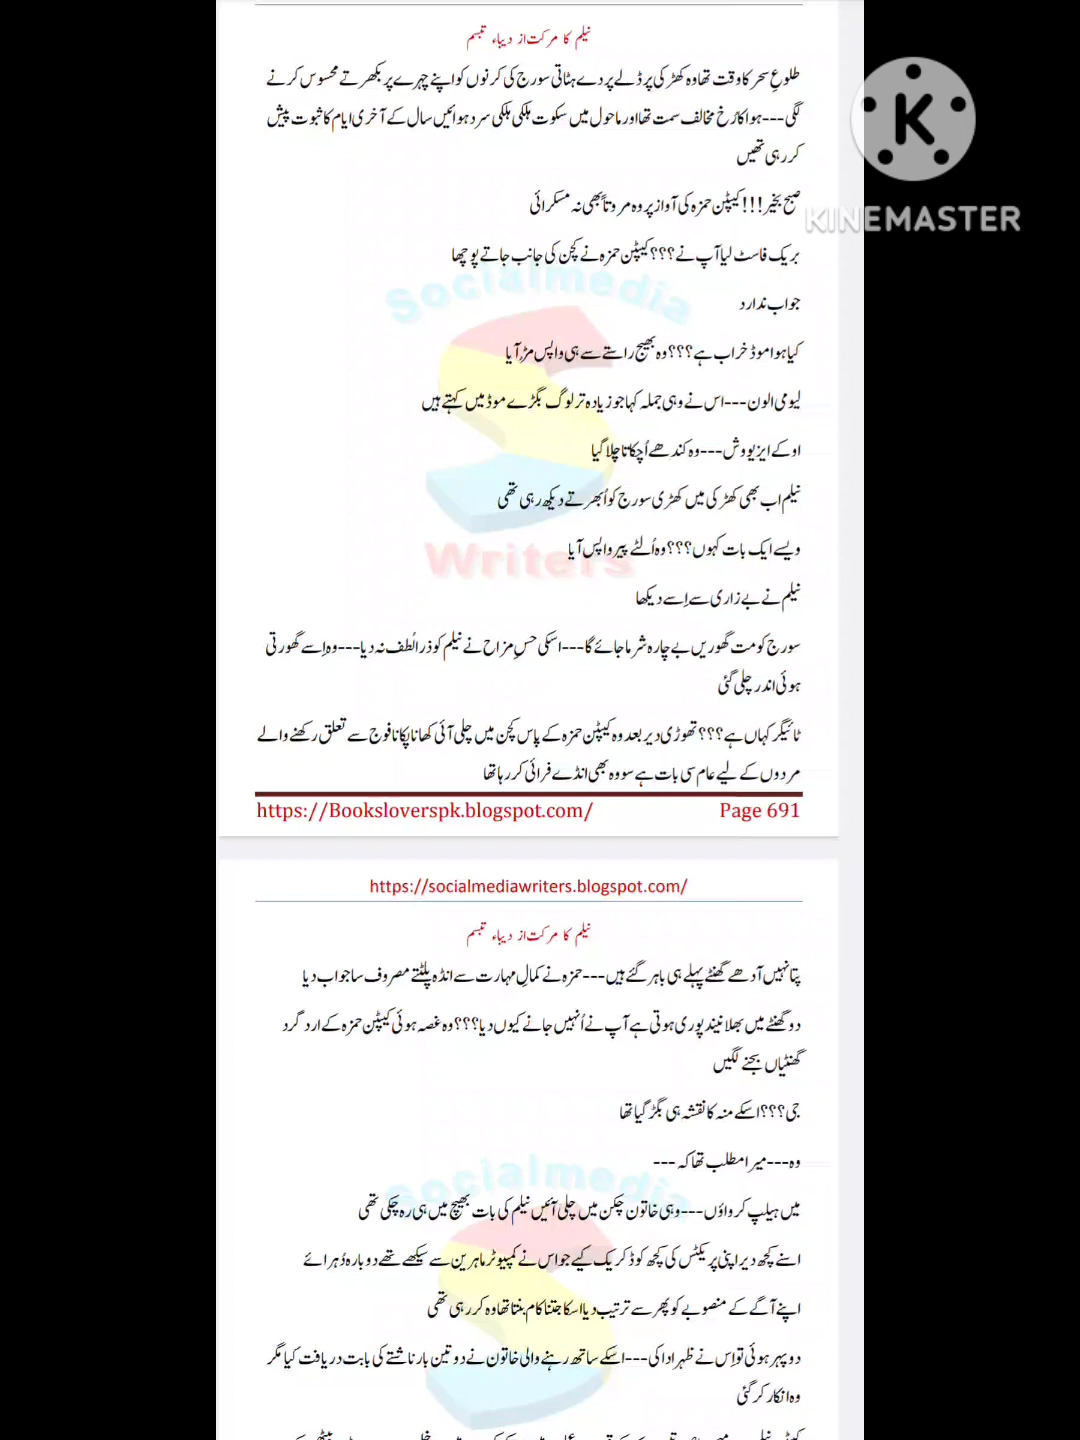 نیلم کا مرکت از دیباء تبسم
طلوعِ سحر کا وقت تھا وہ کھڑکی پر ڈلے پردے ہٹاتی سورج کی کرنوں کو اپنے چہرے پر بکھرتے محسوس کرنے
لگی---ہوا کا رُخ مخالف سمت تھا اور ماحول میں سکوت ہلکی ہلکی سرد ہوائیں سال کے آخری ایام کا ثبوت پیش
کر رہی تھیں
KINEMASTER
صبح بخیر!!! کیپٹن حمزہ کی آواز پر وہ مروتاً بھی نہ مسکرائی
بریک فاسٹ لیا آپ نے؟؟؟ کیپٹن حمزہ نے کچن کی جانب جاتے پوچھا
جواب ندارد
کیا ہوا موڈ خراب ہے؟؟؟ وہ بھیج راستے سے ہی واپس مڑ آیا
لیو می الون---اس نے وہی جملہ کہا جو زیادہ تر لوگ بگڑے موڈ میں کہتے ہیں
اوکے ایز یو وش---وہ کندھے اُچکاتا چلا گیا
نیلم اب بھی کھڑکی میں کھڑی سورج کو اُبھرتے دیکھ رہی تھی
ویسے ایک بات کہوں؟؟؟ وہ اُلٹے پیر واپس آیا
نیلم نے بے زاری سے اِسے دیکھا
سورج کو مت گھوریں بے چارہ شرما جائے گا---اسکی حسِ مزاح نے نیلم کو ذرا لُطف نہ دیا---وہ اِسے گھورتی
ہوئی اندر چلی گئی
ٹائیگر کہاں ہے؟؟؟ تھوڑی دیر بعد وہ کیپٹن حمزہ کے پاس کچن میں چلی آئی کھانا پکانا فوج سے تعلق رکھنے والے
مردوں کے لیے عام سی بات ہے سو وہ بھی انڈے فرائی کر رہا تھا
Socialmedia
Writers
https://Booksloverspk.blogspot.com/ Page 691
https://socialmediawriters.blogspot.com/
نیلم کا مرکت از دیباء تبسم
پتا نہیں آدھے گھنٹے پہلے ہی باہر گئے ہیں---حمزہ نے کمالِ مہارت سے انڈہ پلٹتے مصروف سا جواب دیا
دو گھنٹے میں بھلا نیند پوری ہوتی ہے آپ نے اُنہیں جانے کیوں دیا؟؟؟ وہ غصہ ہوئی کیپٹن حمزہ کے ارد گرد
گھنٹیاں بجنے لگیں
جی؟؟؟ اسکے منہ کا نقشہ ہی بگڑ گیا تھا
وہ---میرا مطلب تھا کہ ---
میں ہیلپ کرواؤں---وہی خاتون چکن میں چلی آئیں نیلم کی بات بھیچ میں ہی رہ چکی تھی
اسنے کچھ دیر اپنی پریکٹس کی کچھ کوڈ کریک کیے جو اس نے کمپیوٹر ماہرین سے سیکھے تھے دوبارہ دُہرائے
اپنے آگے کے منصوبے کو پھر سے ترتیب دیا اسکا جتنا کام بنتا تھا وہ کر رہی تھی
دوپہر ہوئی تو اِس نے ظہر ادا کی---اسکے ساتھ رہنے والی خاتون نے دو تین بار ناشتے کی بابت دریافت کیا مگر
وہ انکار کر گئی
Socialmedia